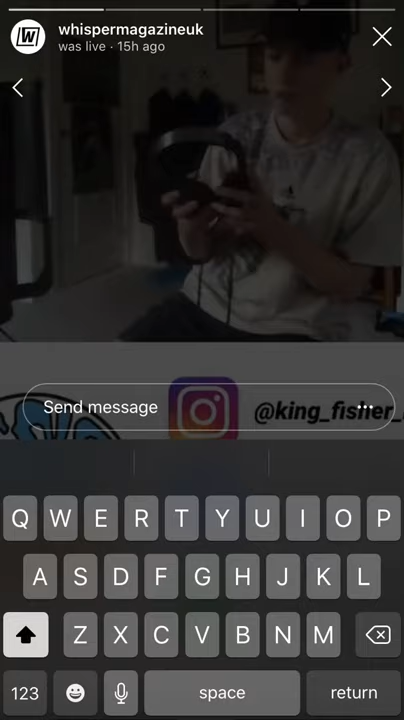 whispermagazineuk
was live · 15h ago
Send message
@king_fisher_
Q W E R T Y U I O P
A S D F G H J K L
Z X C V B N M
123 space return